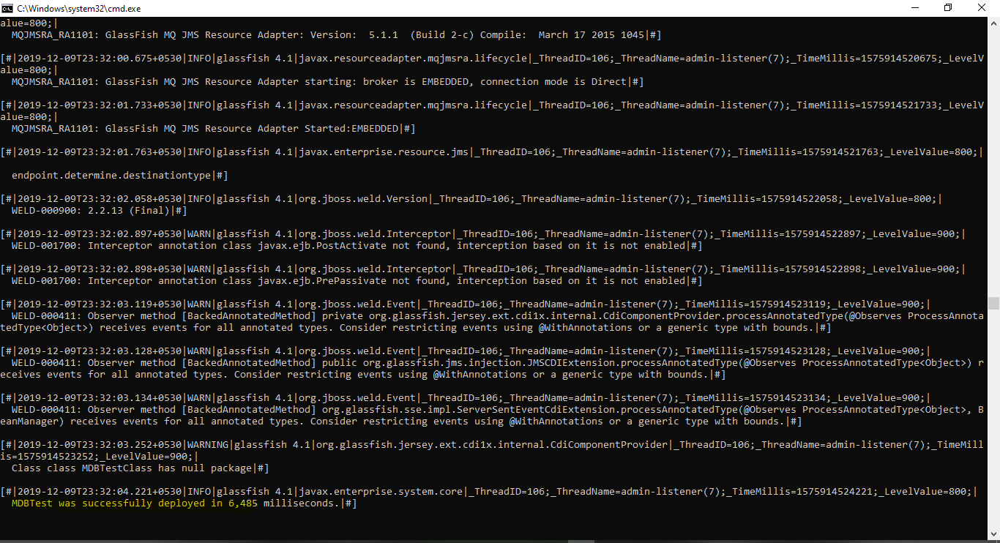 C:\Windows\system32\cmd.exe
alue=800;|
MQJMSRA_RA1101: GlassFish MQ JMS Resource Adapter: Version:  5.1.1  (Build 2-c) Compile:  March 17 2015 1045|#]
[#|2019-12-09T23:32:00.675+0530|INFO|glassfish 4.1|javax.resourceadapter.mqjmsra.lifecycle|_ThreadID=106;_ThreadName=admin-listener(7);_TimeMillis=1575914520675;_LevelV
alue=800;|
MQJMSRA_RA1101: GlassFish MQ JMS Resource Adapter starting: broker is EMBEDDED, connection mode is Direct|#]
[#|2019-12-09T23:32:01.733+0530|INFO|glassfish 4.1|javax.resourceadapter.mqjmsra.lifecycle|_ThreadID=106;_ThreadName=admin-listener(7);_TimeMillis=1575914521733;_LevelV
alue=800;|
MQJMSRA_RA1101: GlassFish MQ JMS Resource Adapter Started:EMBEDDED|#]
[#|2019-12-09T23:32:01.763+0530|INFO|glassfish 4.1|javax.enterprise.resource.jms|_ThreadID=106;_ThreadName=admin-listener(7);_TimeMillis=1575914521763;_LevelValue=800;|
endpoint.determine.destinationtype|#]
[#|2019-12-09T23:32:02.058+0530|INFO|glassfish 4.1|org.jboss.weld.Version|_ThreadID=106;_ThreadName=admin-listener(7);_TimeMillis=1575914522058;_LevelValue=800;|
WELD-000900: 2.2.13 (Final)|#]
[#|2019-12-09T23:32:02.897+0530|WARN|glassfish 4.1|org.jboss.weld.Interceptor|_ThreadID=106;_ThreadName=admin-listener(7);_TimeMillis=1575914522897;_LevelValue=900;|
WELD-001700: Interceptor annotation class javax.ejb.PostActivate not found, interception based on it is not enabled|#]
[#|2019-12-09T23:32:02.898+0530|WARN|glassfish 4.1|org.jboss.weld.Interceptor|_ThreadID=106;_ThreadName=admin-listener(7);_TimeMillis=1575914522898;_LevelValue=900;|
WELD-001700: Interceptor annotation class javax.ejb.PrePassivate not found, interception based on it is not enabled|#]
[#|2019-12-09T23:32:03.119+0530|WARN|glassfish 4.1|org.jboss.weld.Event|_ThreadID=106;_ThreadName=admin-listener(7);_TimeMillis=1575914523119;_LevelValue=900;|
WELD-000411: Observer method [BackedAnnotatedMethod] private org.glassfish.jersey.ext.cdi1x.internal.CdiComponentProvider.processAnnotatedType(@Observes ProcessAnnota
tedType<Object>) receives events for all annotated types. Consider restricting events using @WithAnnotations or a generic type with bounds.|#]
[#|2019-12-09T23:32:03.128+0530|WARN|glassfish 4.1|org.jboss.weld.Event|_ThreadID=106;_ThreadName=admin-listener(7);_TimeMillis=1575914523128;_LevelValue=900;|
WELD-000411: Observer method [BackedAnnotatedMethod] public org.glassfish.jms.injection.JMSCDIExtension.processAnnotatedType(@Observes ProcessAnnotatedType<Object>) r
eceives events for all annotated types. Consider restricting events using @WithAnnotations or a generic type with bounds.|#]
[#|2019-12-09T23:32:03.134+0530|WARN|glassfish 4.1|org.jboss.weld.Event|_ThreadID=106;_ThreadName=admin-listener(7);_TimeMillis=1575914523134;_LevelValue=900;|
WELD-000411: Observer method [BackedAnnotatedMethod] org.glassfish.sse.impl.ServerSentEventCdiExtension.processAnnotatedType(@Observes ProcessAnnotatedType<Object>, B
eanManager) receives events for all annotated types. Consider restricting events using @WithAnnotations or a generic type with bounds.|#]
[#|2019-12-09T23:32:03.252+0530|WARNING|glassfish 4.1|org.glassfish.jersey.ext.cdi1x.internal.CdiComponentProvider|_ThreadID=106;_ThreadName=admin-listener(7);_TimeMill
is=1575914523252;_LevelValue=900;|
Class class MDBTestClass has null package|#]
[#|2019-12-09T23:32:04.221+0530|INFO|glassfish 4.1|javax.enterprise.system.core|_ThreadID=106;_ThreadName=admin-listener(7);_TimeMillis=1575914524221;_LevelValue=800;|
MDBTest was successfully deployed in 6,485 milliseconds.|#]